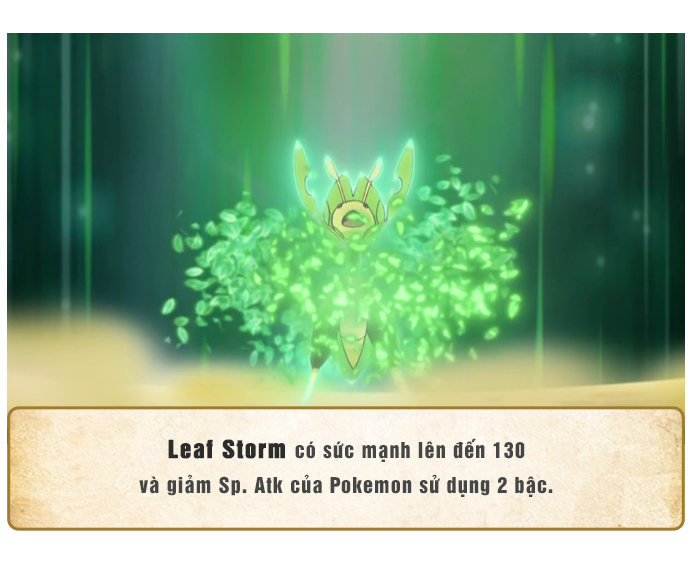 Leaf Storm có sức mạnh lên đến 130
và giảm Sp. Atk của Pokemon sử dụng 2 bậc.